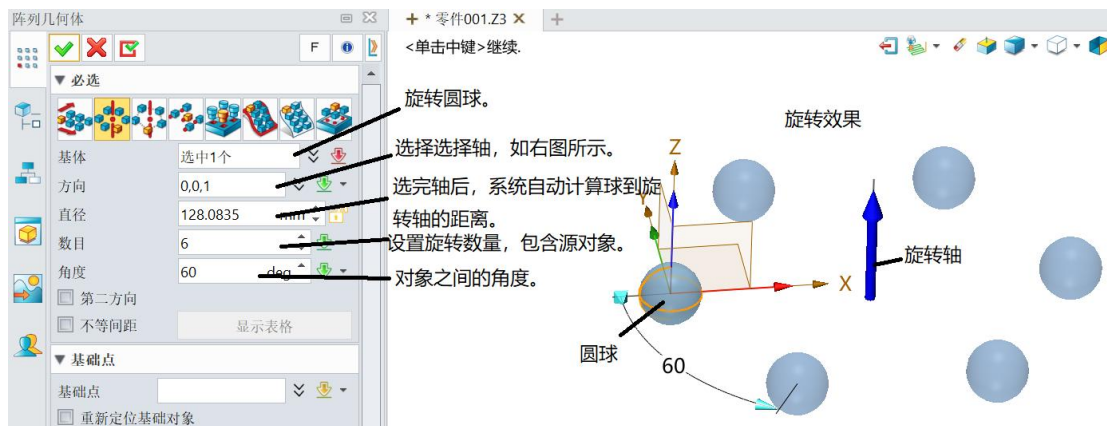 阵列几何体
* 零件001.Z3
<单击中键>继续.
F
必选
旋转圆球。
旋转效果
基体
选中1个
选择选择轴，如右图所示。
方向
0,0,1
选完轴后，系统自动计算球到旋
转轴的距离。
直径
128.0835
mm
数目
6
设置旋转数量，包含源对象。
角度
60
deg
对象之间的角度。
第二方向
不等间距
显示表格
基础点
基础点
重新定位基础对象
Z
Y
X
旋转轴
圆球
60